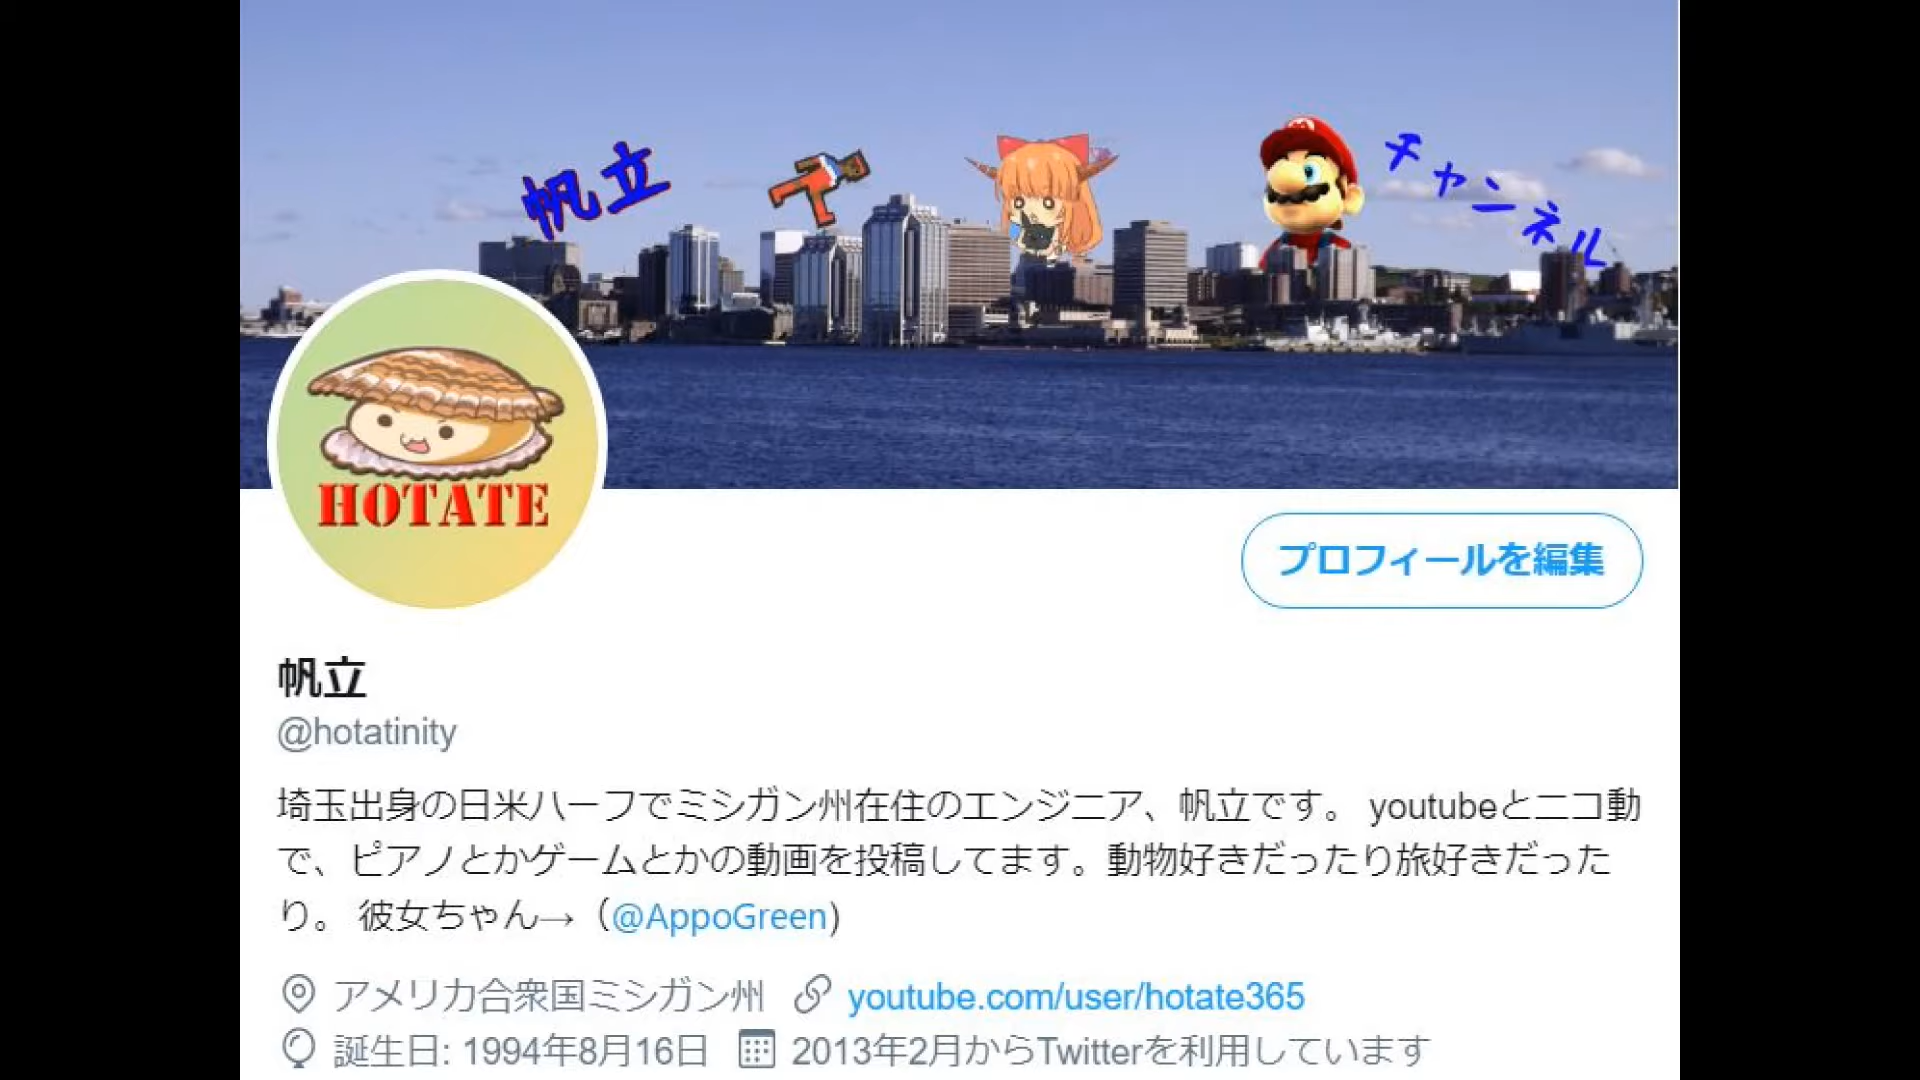 帆立
チャンネル
HOTATE
プロフィールを編集
帆立
@hotatinity
埼玉出身の日米ハーフでミシガン州在住のエンジニア、帆立です。 youtubeとニコ動
で、ピアノとかゲームとかの動画を投稿してます。動物好きだったり旅好きだった
り。 彼女ちゃん→（@AppoGreen)
アメリカ合衆国ミシガン州 youtube.com/user/hotate365
誕生日: 1994年8月16日 2013年2月からTwitterを利用しています